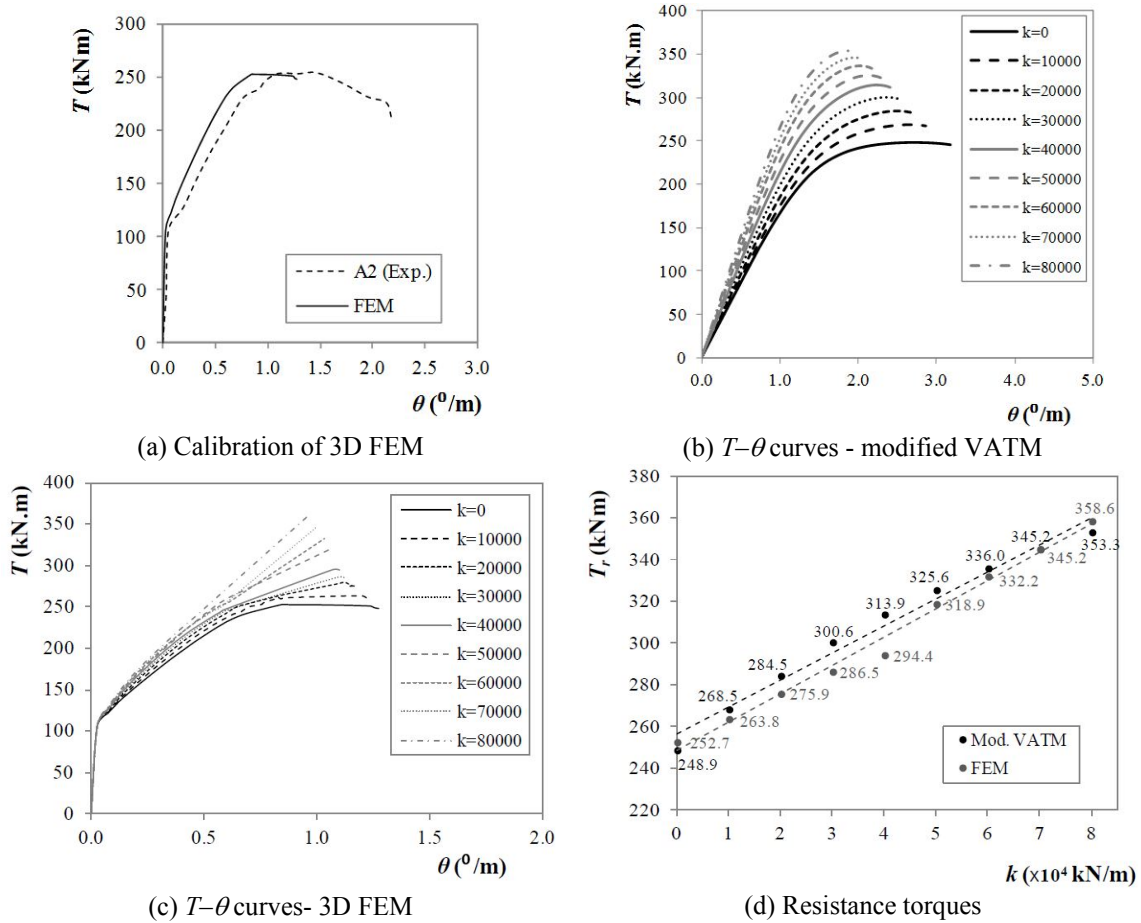 T (kNm)
300
250
200
150
100
50
0
A2 (Exp.)
FEM
0.0 0.5 1.0 1.5 2.0 2.5 3.0
θ (⁰/m)
(a) Calibration of 3D FEM
T (kN.m)
400
350
300
250
200
150
100
50
0
k=0
k=10000
k=20000
k=30000
k=40000
k=50000
k=60000
k=70000
k=80000
0.0 1.0 2.0 3.0 4.0 5.0
θ (⁰/m)
(b) T–θ curves - modified VATM
T (kN.m)
400
350
300
250
200
150
100
50
0
k=0
k=10000
k=20000
k=30000
k=40000
k=50000
k=60000
k=70000
k=80000
0.0 0.5 1.0 1.5 2.0
θ (⁰/m)
(c) T–θ curves- 3D FEM
Tr (kNm)
380
360
340
320
300
280
260
240
220
248.9
268.5
284.5
300.6
313.9
325.6
336.0
345.2
353.3
252.7
263.8
275.9
286.5
294.4
318.9
332.2
345.2
358.6
Mod. VATM
FEM
0 1 2 3 4 5 6 7 8
k (×10⁴ kN/m)
(d) Resistance torques